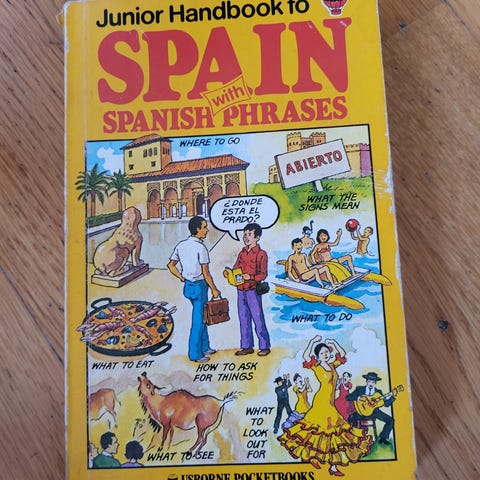 Junior Handbook to
SPAIN
with
SPANISH PHRASES
WHERE TO GO
ABIERTO
WHAT THE
SIGNS MEAN
¿DONDE
ESTA EL
PRADO?
WHAT TO DO
WHAT TO EAT
HOW TO ASK
FOR THINGS
WHAT TO SEE
WHAT
TO
LOOK
OUT
FOR
USBORNE POCKETBOOKS